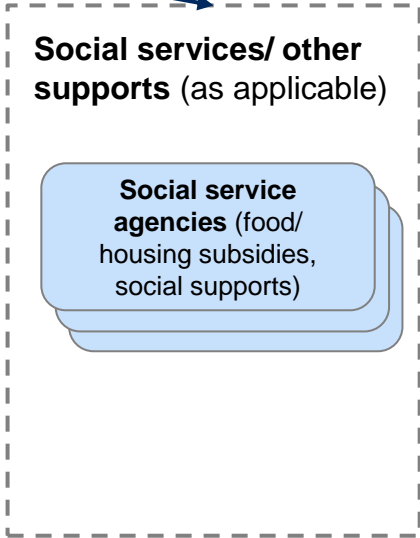 Social services/ other
supports (as applicable)
Social service
agencies (food/
housing subsidies,
social supports)